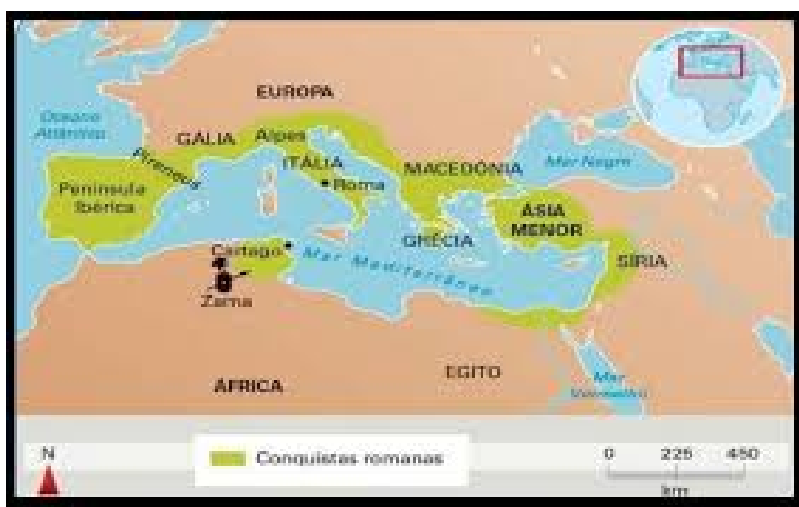 EUROPA
Oceano
Atlântico
GÁLIA
Alpes
ITÁLIA
Pireneus
Península
Ibérica
Roma
MACEDÔNIA
Mar Negro
ÁSIA
MENOR
GRÉCIA
Cartago
Mar Mediterrâneo
SÍRIA
Zama
EGITO
ÁFRICA
Mar
Vermelho
N
Conquistas romanas
0 225 450
km